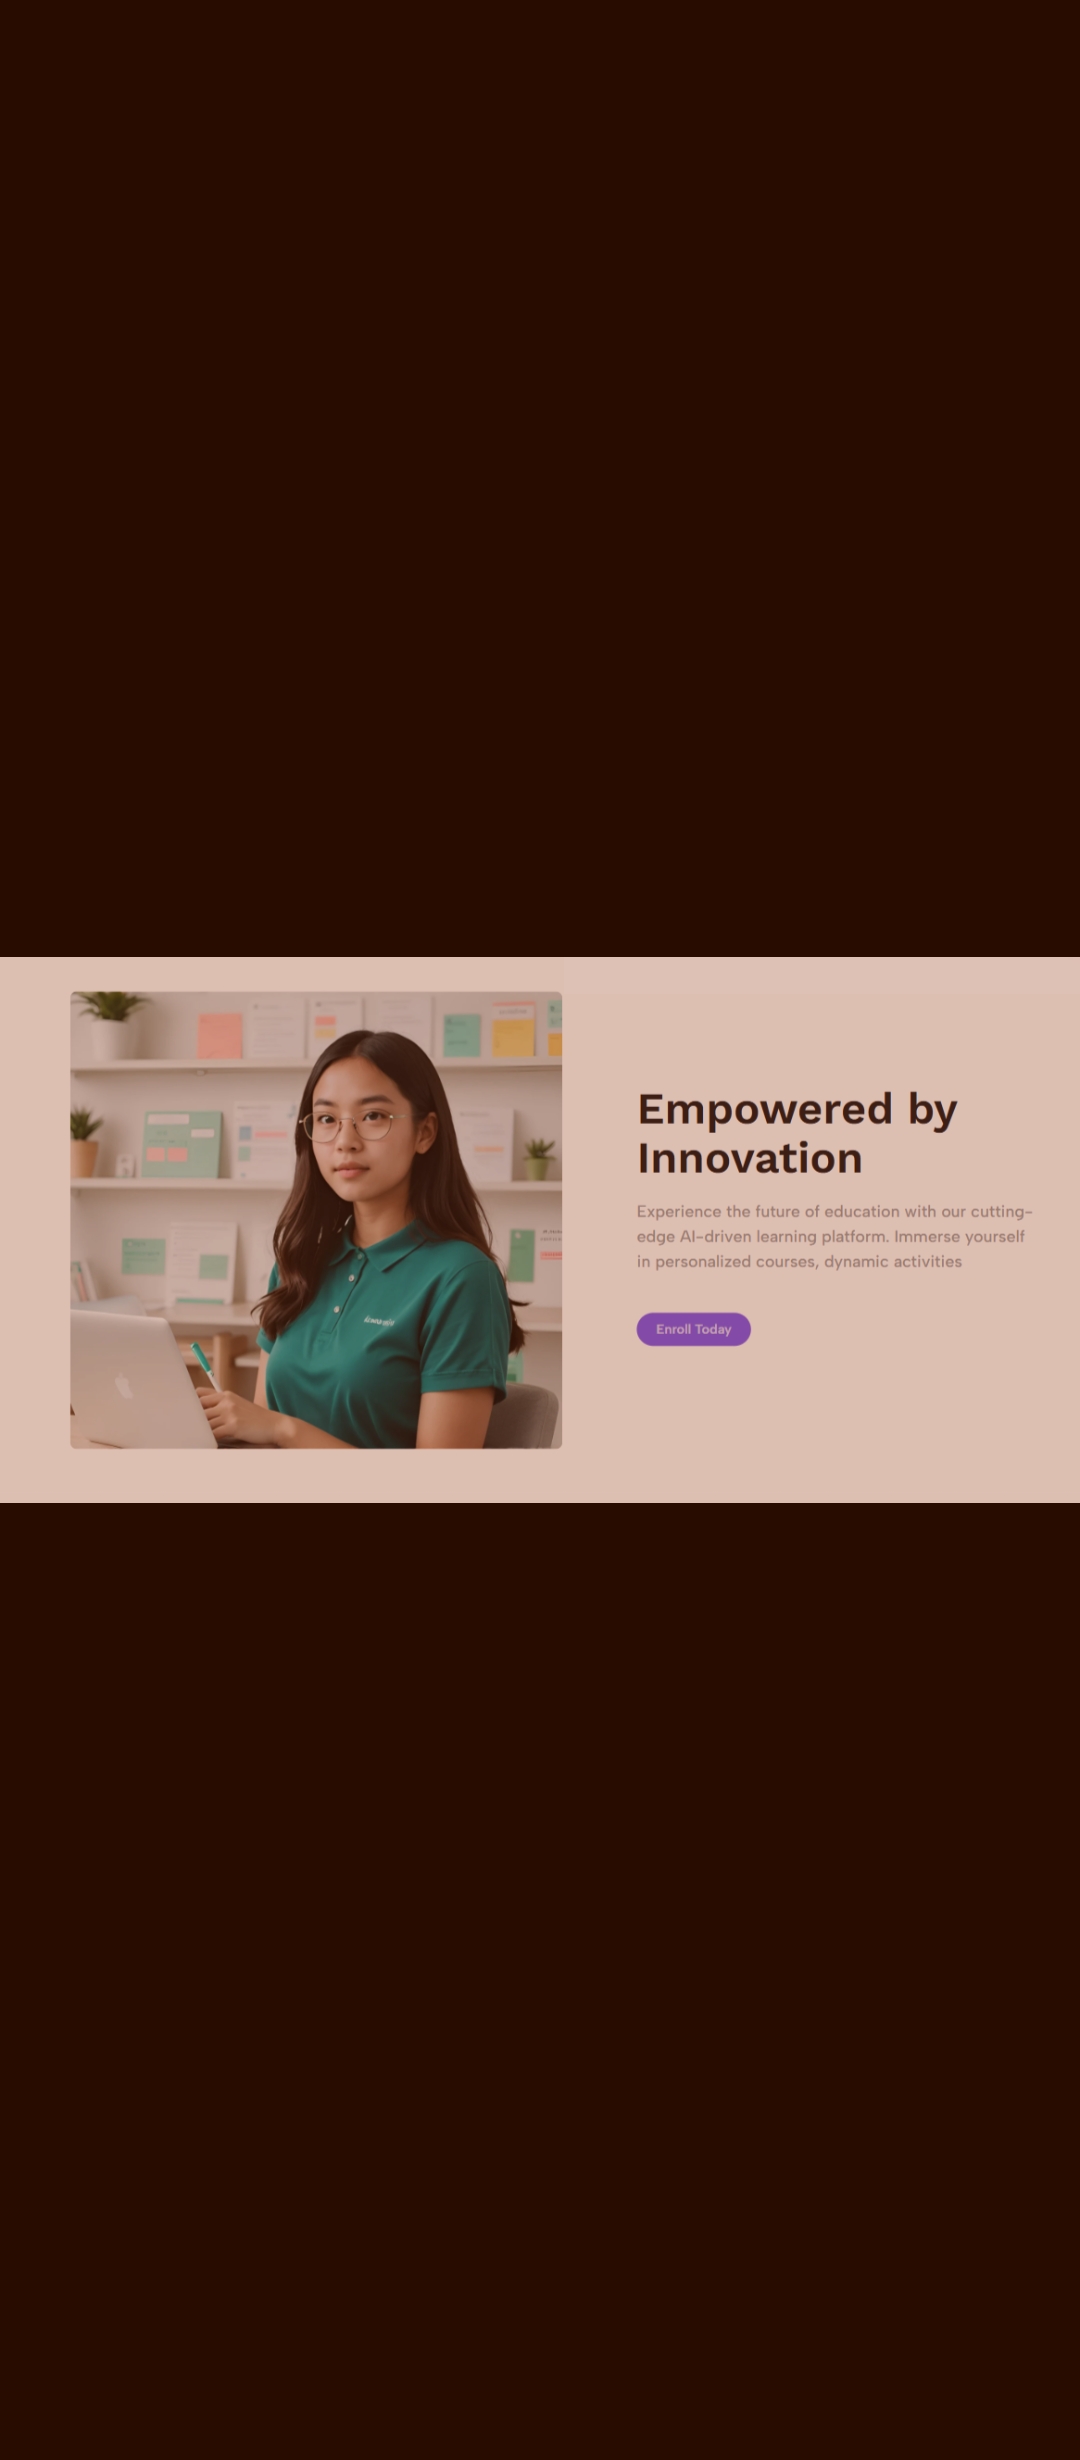 Empowered by
Innovation
Experience the future of education with our cutting-
edge AI-driven learning platform. Immerse yourself
in personalized courses, dynamic activities
Enroll Today